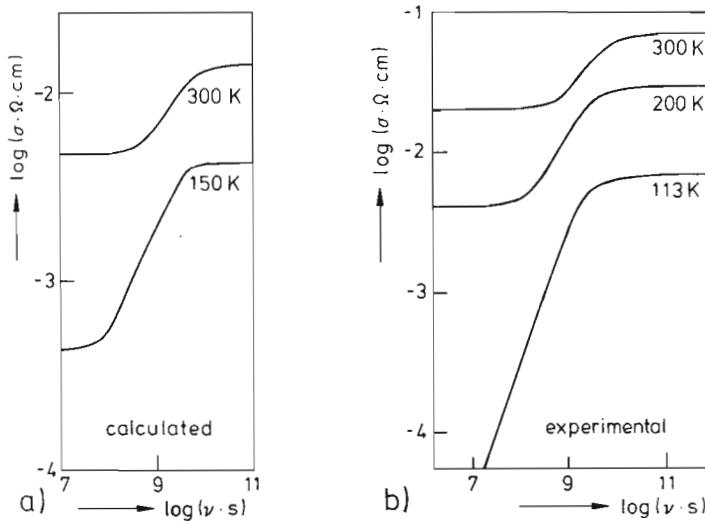 log (σ · Ω · cm)
-2
-3
-4
300 K
150 K
calculated
7
9
11
a)
log (ν · s)
log (σ · Ω · cm)
-1
-2
-3
-4
300 K
200 K
113 K
experimental
7
9
11
b)
log (ν · s)